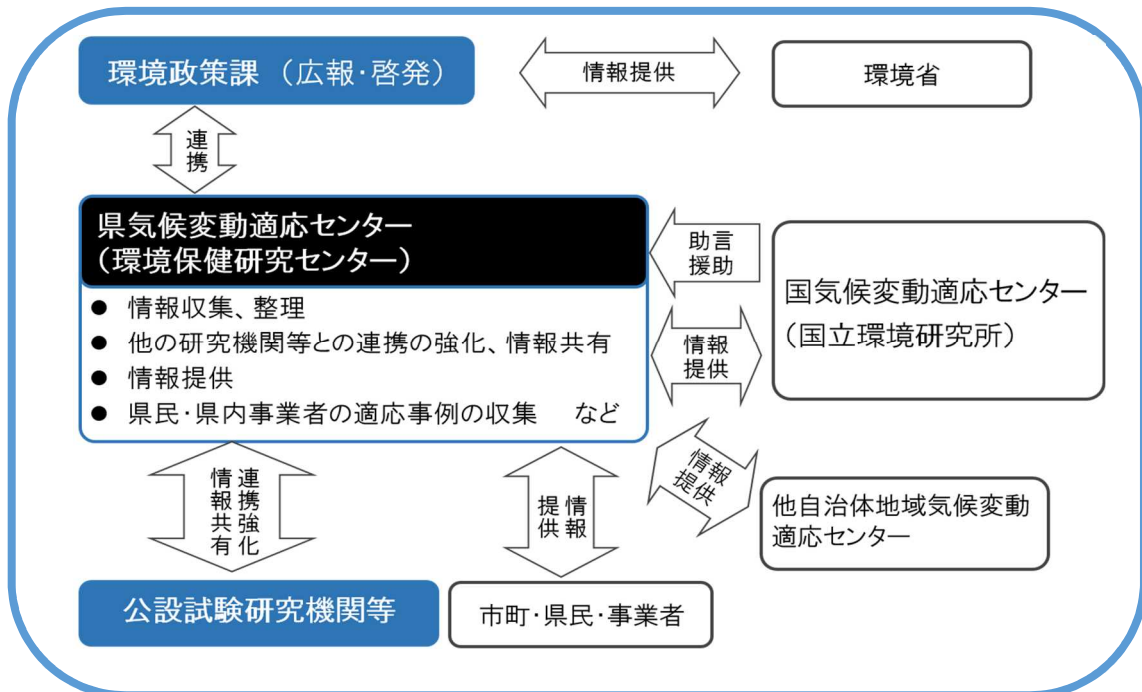 環境政策課（広報・啓発）
情報提供
環境省
連携
県気候変動適応センター
（環境保健研究センター）
● 情報収集、整理
● 他の研究機関等との連携の強化、情報共有
● 情報提供
● 県民・県内事業者の適応事例の収集　など
助言
援助
国気候変動適応センター
（国立環境研究所）
情報
提供
情報
提供
他自治体地域気候変動
適応センター
連携強化
情報共有
情報
提供
公設試験研究機関等
市町・県民・事業者